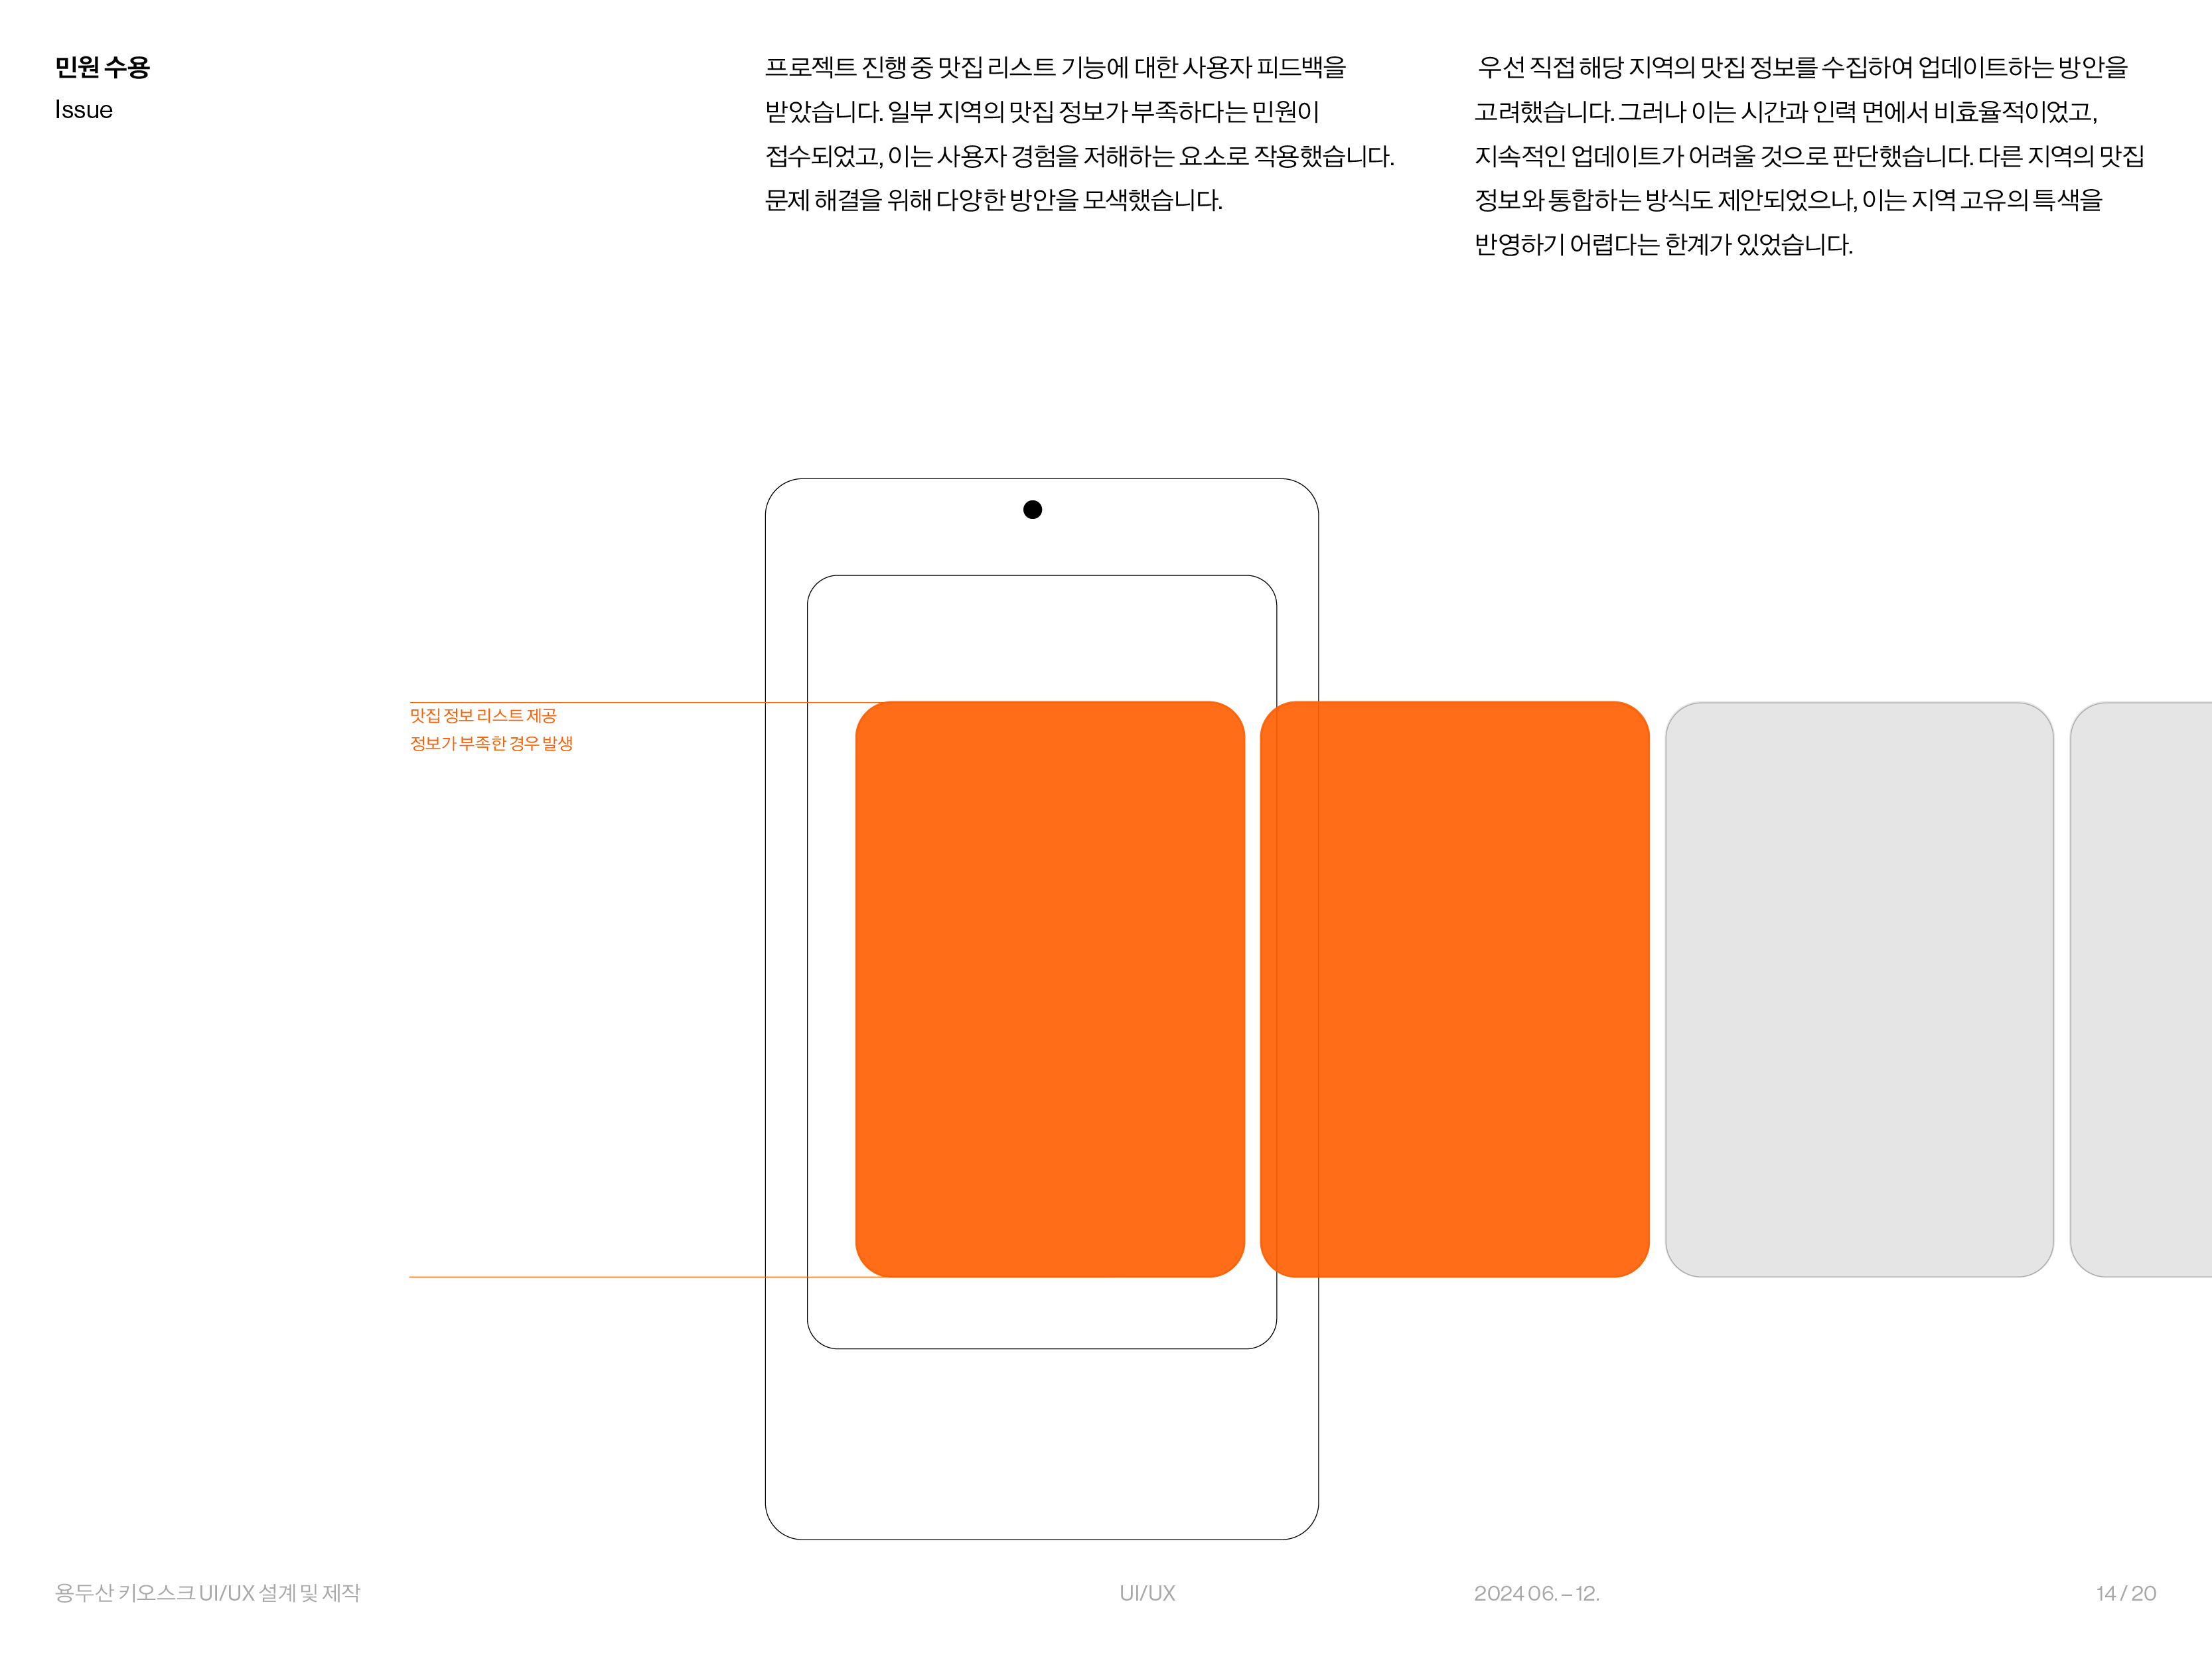 민원 수용
Issue
프로젝트 진행 중 맛집 리스트 기능에 대한 사용자 피드백을
받았습니다. 일부 지역의 맛집 정보가 부족하다는 민원이
접수되었고, 이는 사용자 경험을 저해하는 요소로 작용했습니다.
문제 해결을 위해 다양한 방안을 모색했습니다.
우선 직접 해당 지역의 맛집 정보를 수집하여 업데이트하는 방안을
고려했습니다. 그러나 이는 시간과 인력 면에서 비효율적이었고,
지속적인 업데이트가 어려울 것으로 판단했습니다. 다른 지역의 맛집
정보와 통합하는 방식도 제안되었으나, 이는 지역 고유의 특색을
반영하기 어렵다는 한계가 있었습니다.
맛집 정보 리스트 제공
정보가 부족한 경우 발생
용두산 키오스크 UI/UX 설계 및 제작
UI/UX
2024 06. – 12.
14 / 20